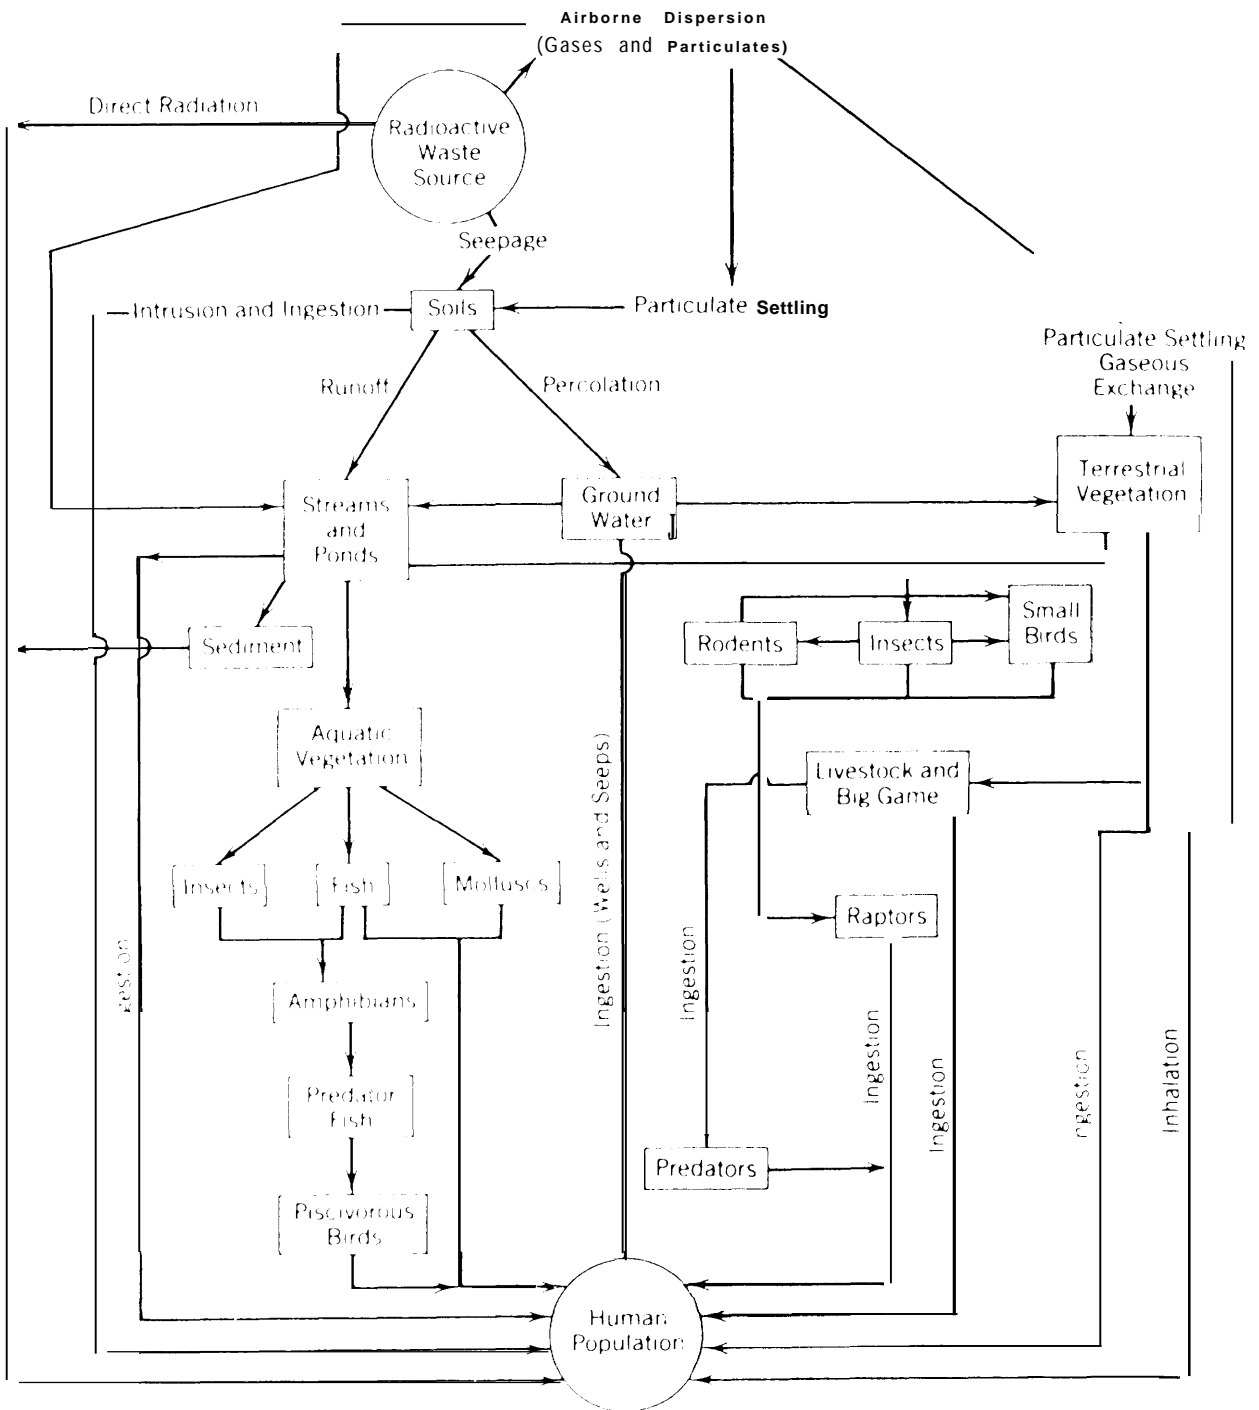 Airborne Dispersion
(Gases and Particulates)
Direct Radiation
Radioactive
Waste
Source
Seepage
Intrusion and Ingestion
Soils
Particulate Settling
Particulate Settling
Gaseous
Exchange
Runoff
Percolation
Terrestrial
Vegetation
Streams
and
Ponds
Ground
Water
Small
Birds
Sediment
Rodents
Insects
Aquatic
Vegetation
Livestock and
Big Game
Insects
Fish
Molluscs
Raptors
gestion
Ingestion (Wells and Seeps)
Ingestion
Amphibians
Ingestion
Ingestion
ngestion
Inhalation
Predator
Fish
Predators
Piscivorous
Birds
Human
Population